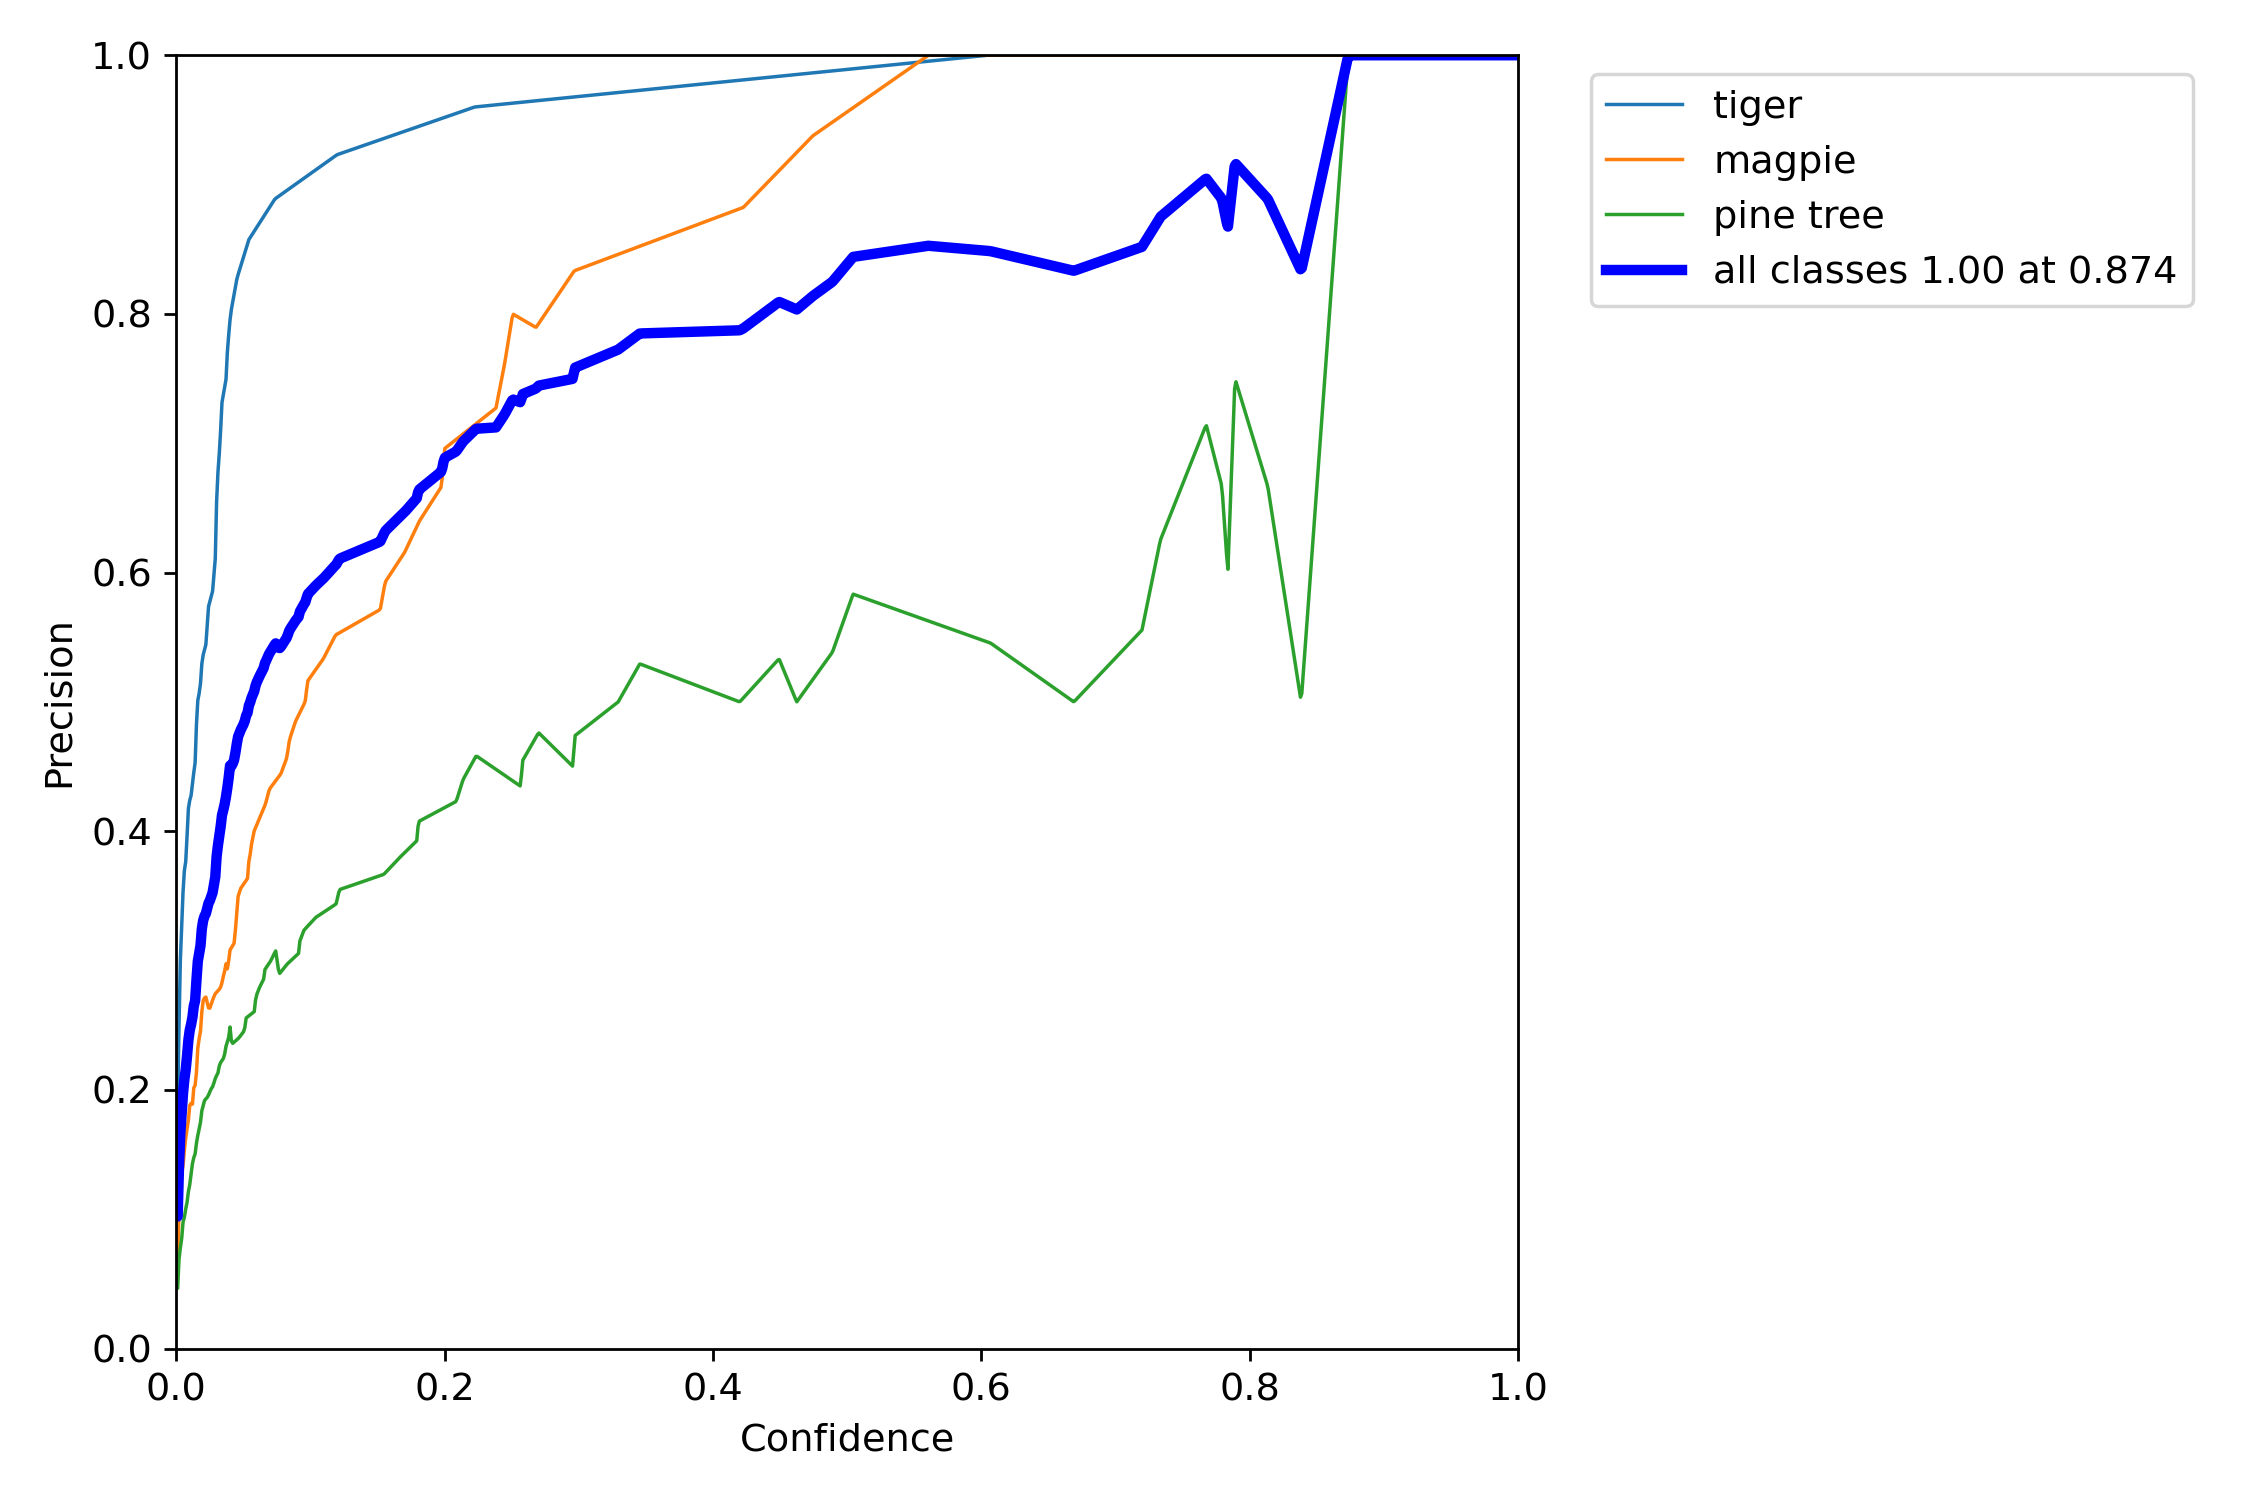 1.0
0.8
0.6
0.4
0.2
0.0
Precision
0.0 0.2 0.4 0.6 0.8 1.0
Confidence
tiger
magpie
pine tree
all classes 1.00 at 0.874